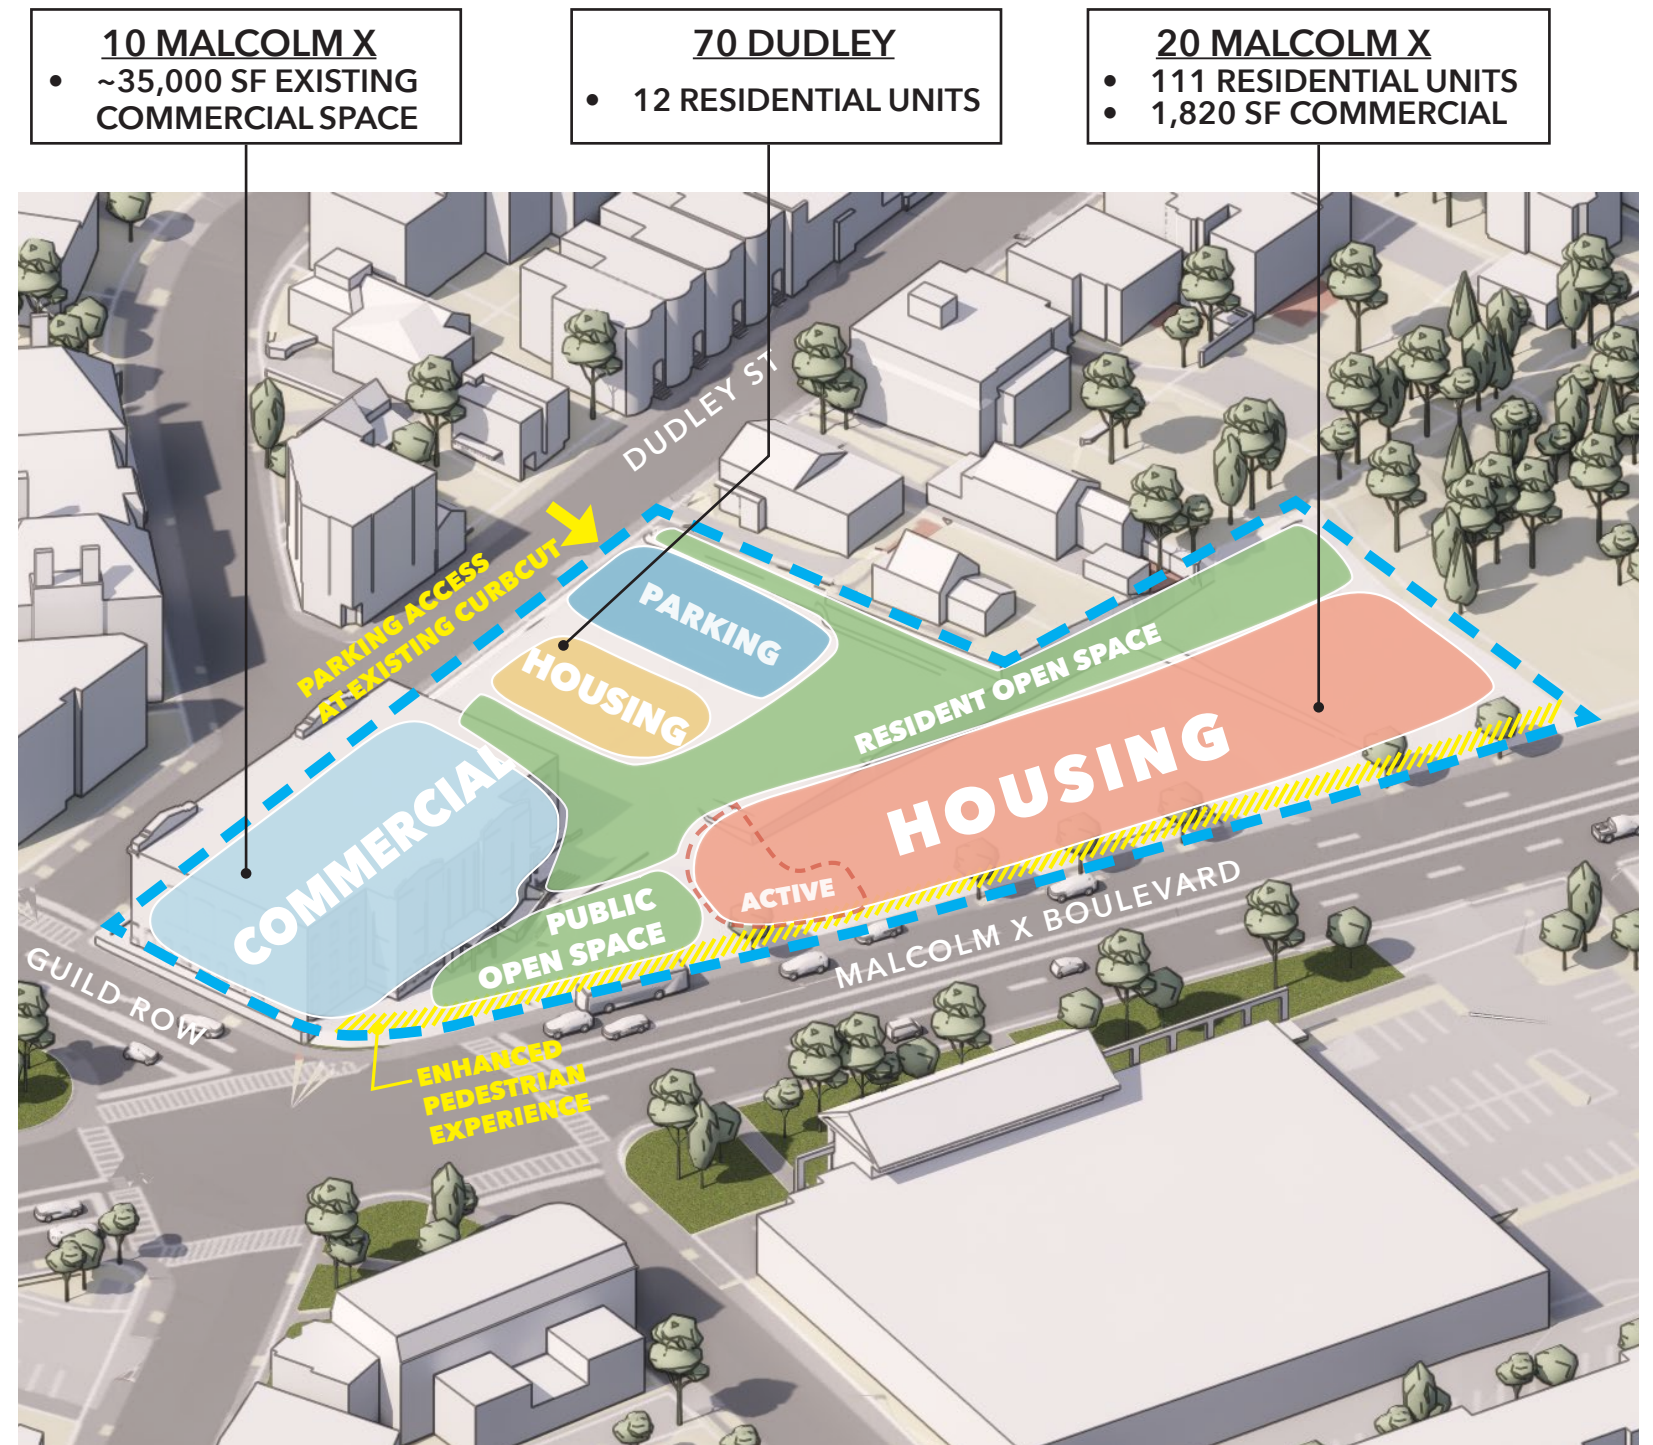 10 MALCOLM X
• ~35,000 SF EXISTING
COMMERCIAL SPACE
70 DUDLEY
• 12 RESIDENTIAL UNITS
20 MALCOLM X
• 111 RESIDENTIAL UNITS
• 1,820 SF COMMERCIAL
DUDLEY ST
PARKING ACCESS
AT EXISTING CURBCUT
PARKING
HOUSING
RESIDENT OPEN SPACE
HOUSING
COMMERCIAL
ACTIVE
PUBLIC
OPEN SPACE
MALCOLM X BOULEVARD
GUILD ROW
ENHANCED
PEDESTRIAN
EXPERIENCE